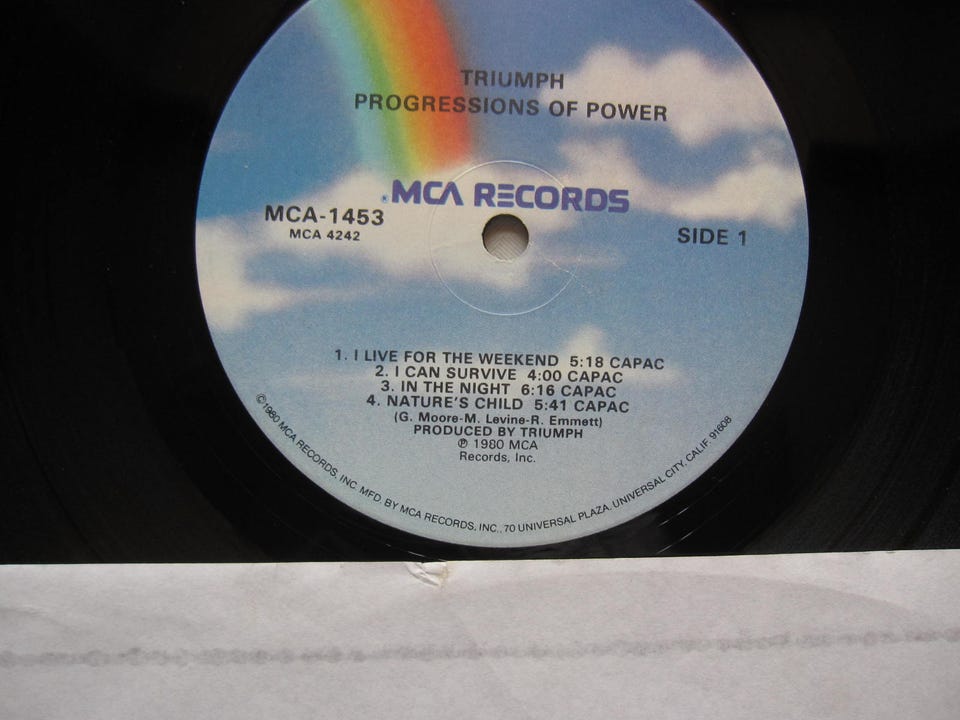 TRIUMPH
PROGRESSIONS OF POWER
®MCA RECORDS
MCA-1453
MCA 4242
SIDE 1
1. I LIVE FOR THE WEEKEND 5:18 CAPAC
2. I CAN SURVIVE 4:00 CAPAC
3. IN THE NIGHT 6:16 CAPAC
4. NATURE'S CHILD 5:41 CAPAC
(G. Moore-M. Levine-R. Emmett)
PRODUCED BY TRIUMPH
℗ 1980 MCA
Records, Inc.
©1980 MCA RECORDS, INC. MFD. BY MCA RECORDS, INC., 70 UNIVERSAL PLAZA, UNIVERSAL CITY, CALIF. 91608